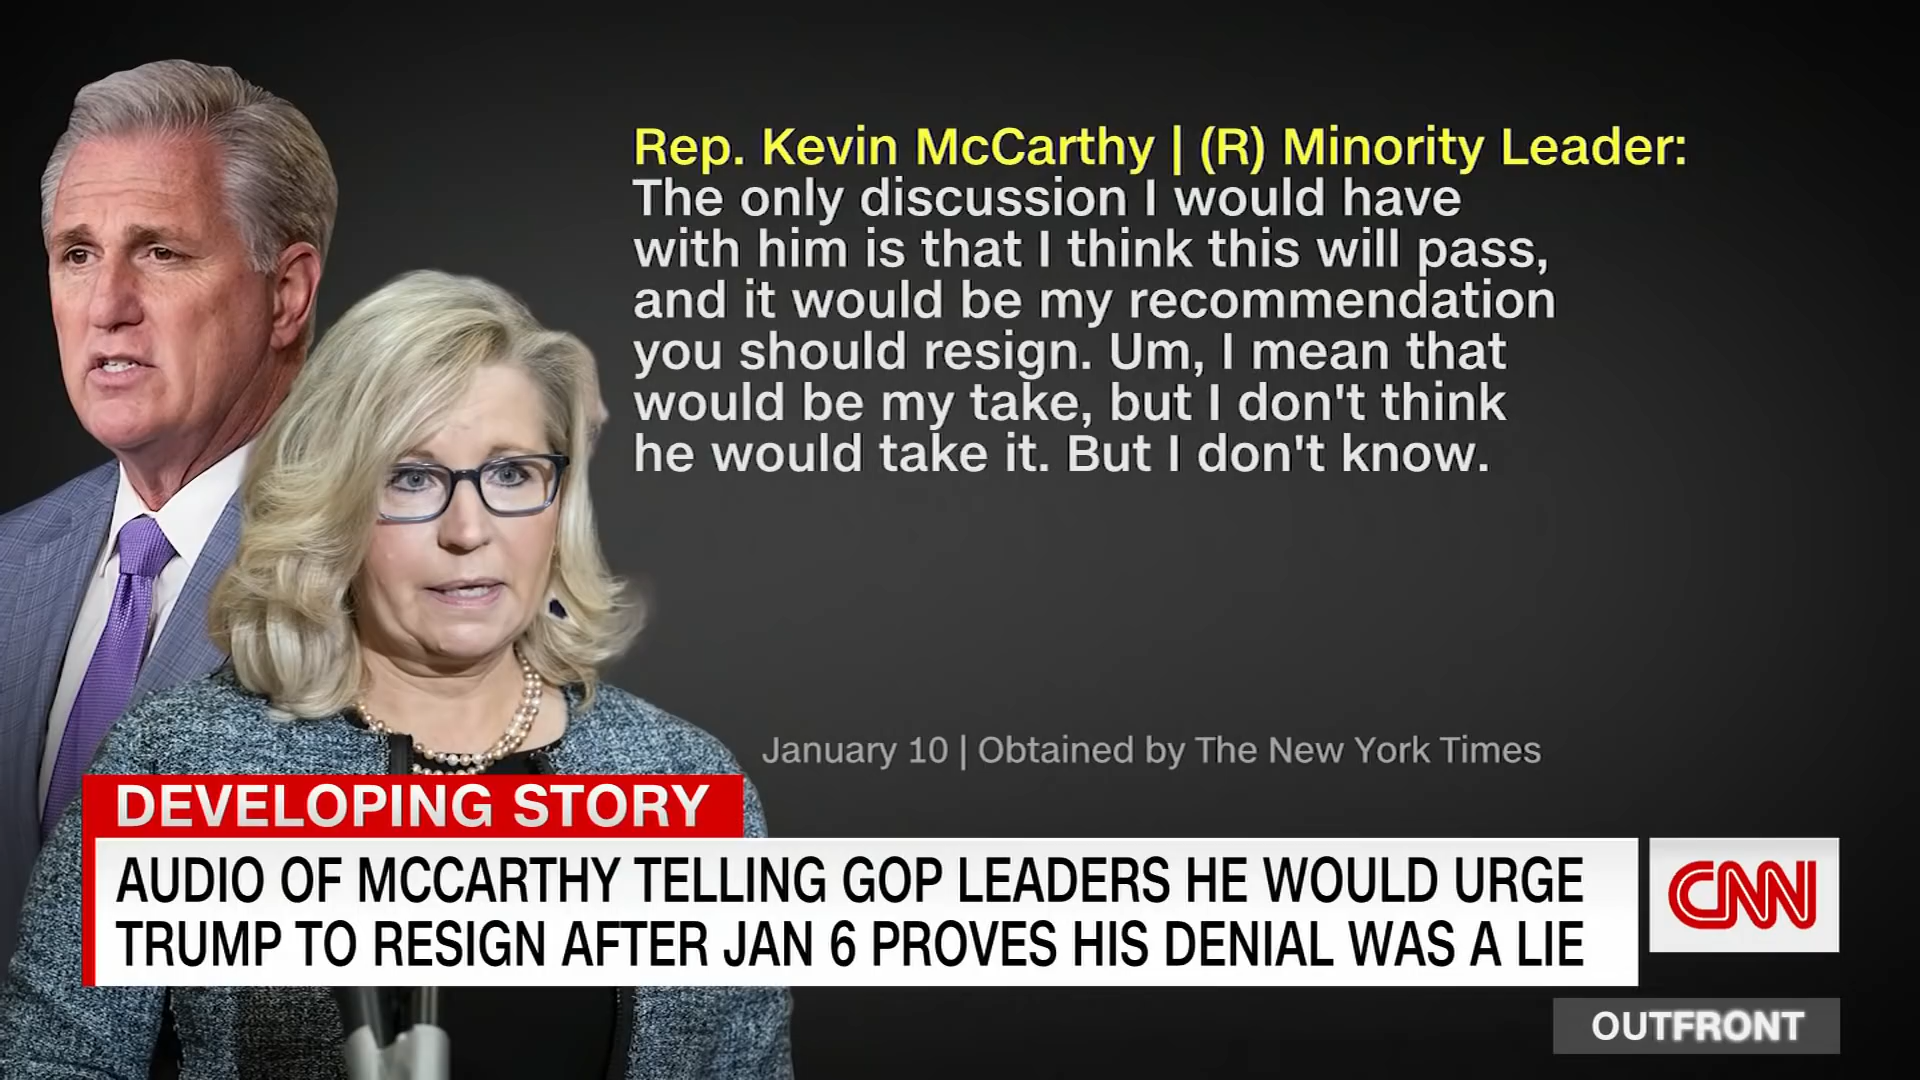 Rep. Kevin McCarthy | (R) Minority Leader:
The only discussion I would have
with him is that I think this will pass,
and it would be my recommendation
you should resign. Um, I mean that
would be my take, but I don't think
he would take it. But I don't know.
January 10 | Obtained by The New York Times
DEVELOPING STORY
AUDIO OF MCCARTHY TELLING GOP LEADERS HE WOULD URGE
TRUMP TO RESIGN AFTER JAN 6 PROVES HIS DENIAL WAS A LIE
CNN
OUTFRONT